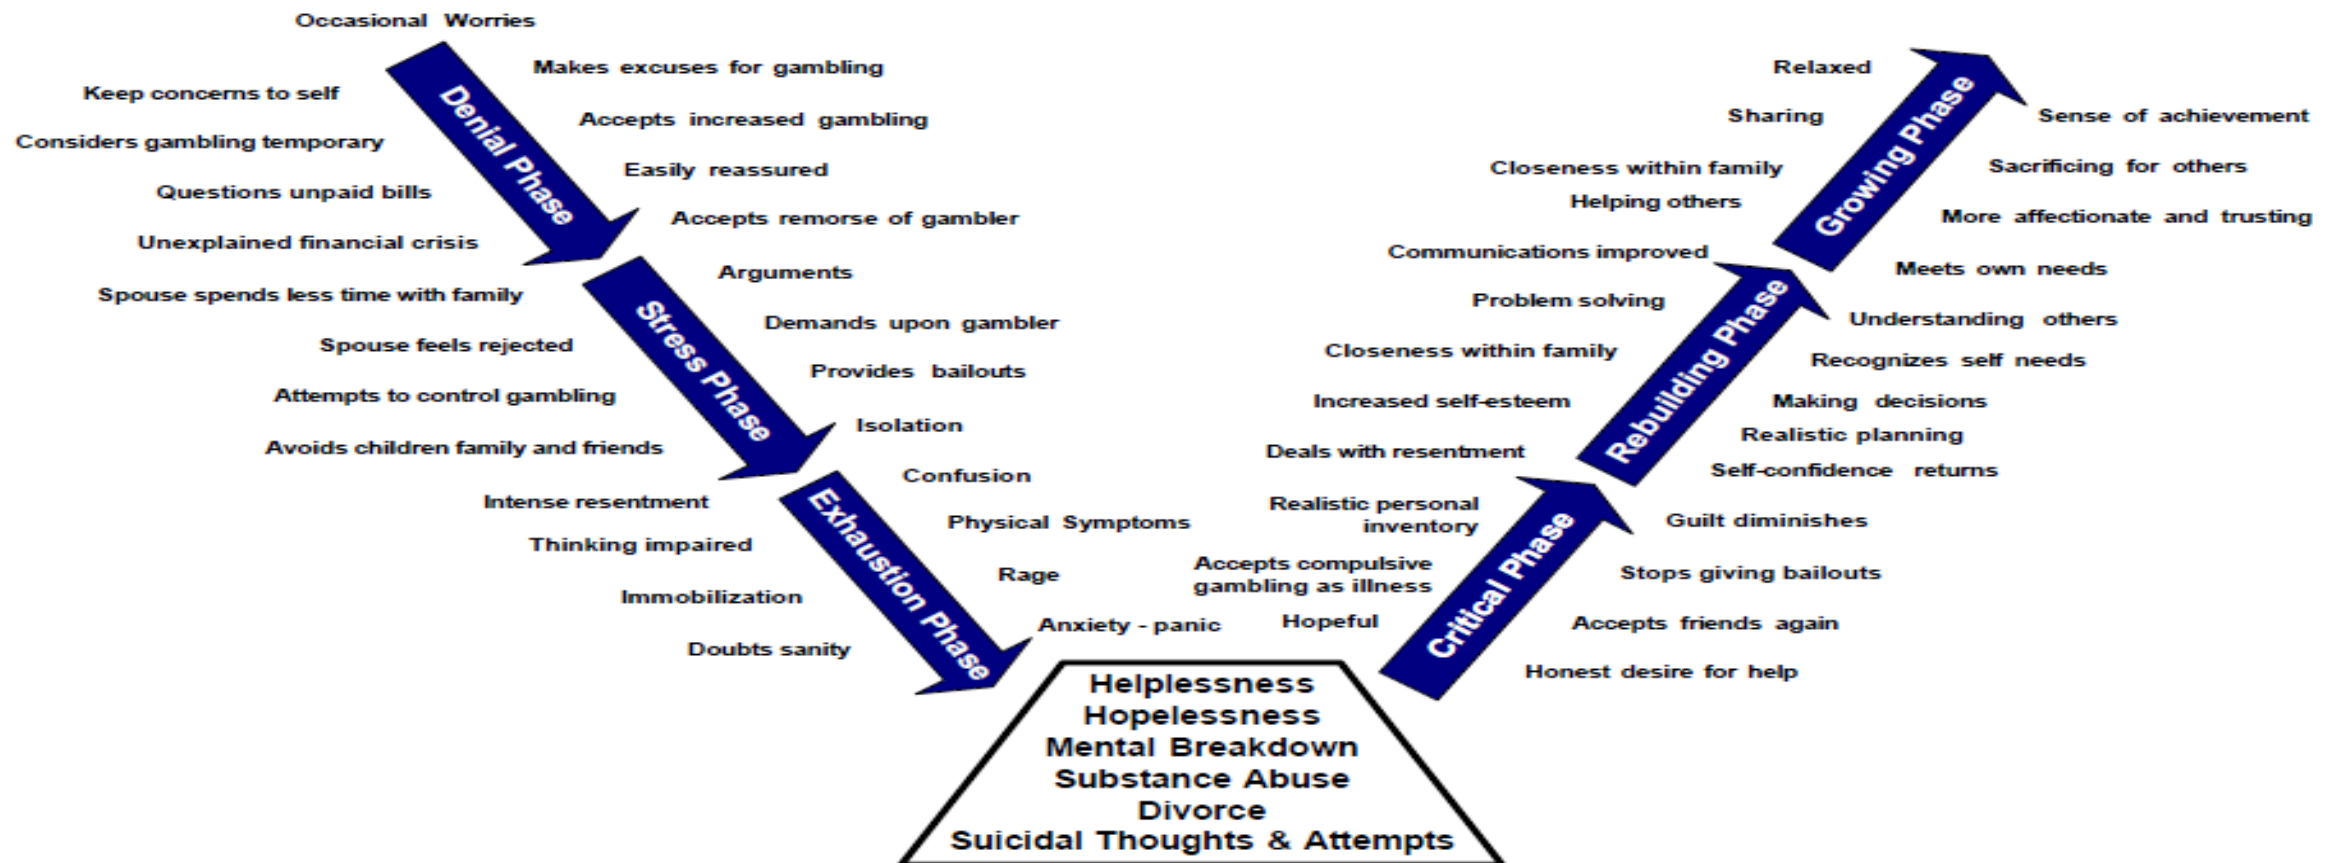 Occasional Worries
Denial Phase
Keep concerns to self
Considers gambling temporary
Questions unpaid bills
Unexplained financial crisis
Makes excuses for gambling
Accepts increased gambling
Easily reassured
Accepts remorse of gambler
Stress Phase
Spouse spends less time with family
Spouse feels rejected
Attempts to control gambling
Avoids children family and friends
Arguments
Demands upon gambler
Provides bailouts
Isolation
Exhaustion Phase
Intense resentment
Thinking impaired
Immobilization
Doubts sanity
Confusion
Physical Symptoms
Rage
Anxiety - panic
Helplessness
Hopelessness
Mental Breakdown
Substance Abuse
Divorce
Suicidal Thoughts & Attempts
Critical Phase
Hopeful
Accepts compulsive
gambling as illness
Realistic personal
inventory
Deals with resentment
Honest desire for help
Accepts friends again
Stops giving bailouts
Guilt diminishes
Rebuilding Phase
Increased self-esteem
Closeness within family
Problem solving
Communications improved
Self-confidence returns
Realistic planning
Making decisions
Recognizes self needs
Understanding others
Meets own needs
Growing Phase
Helping others
Closeness within family
Sharing
Relaxed
More affectionate and trusting
Sacrificing for others
Sense of achievement